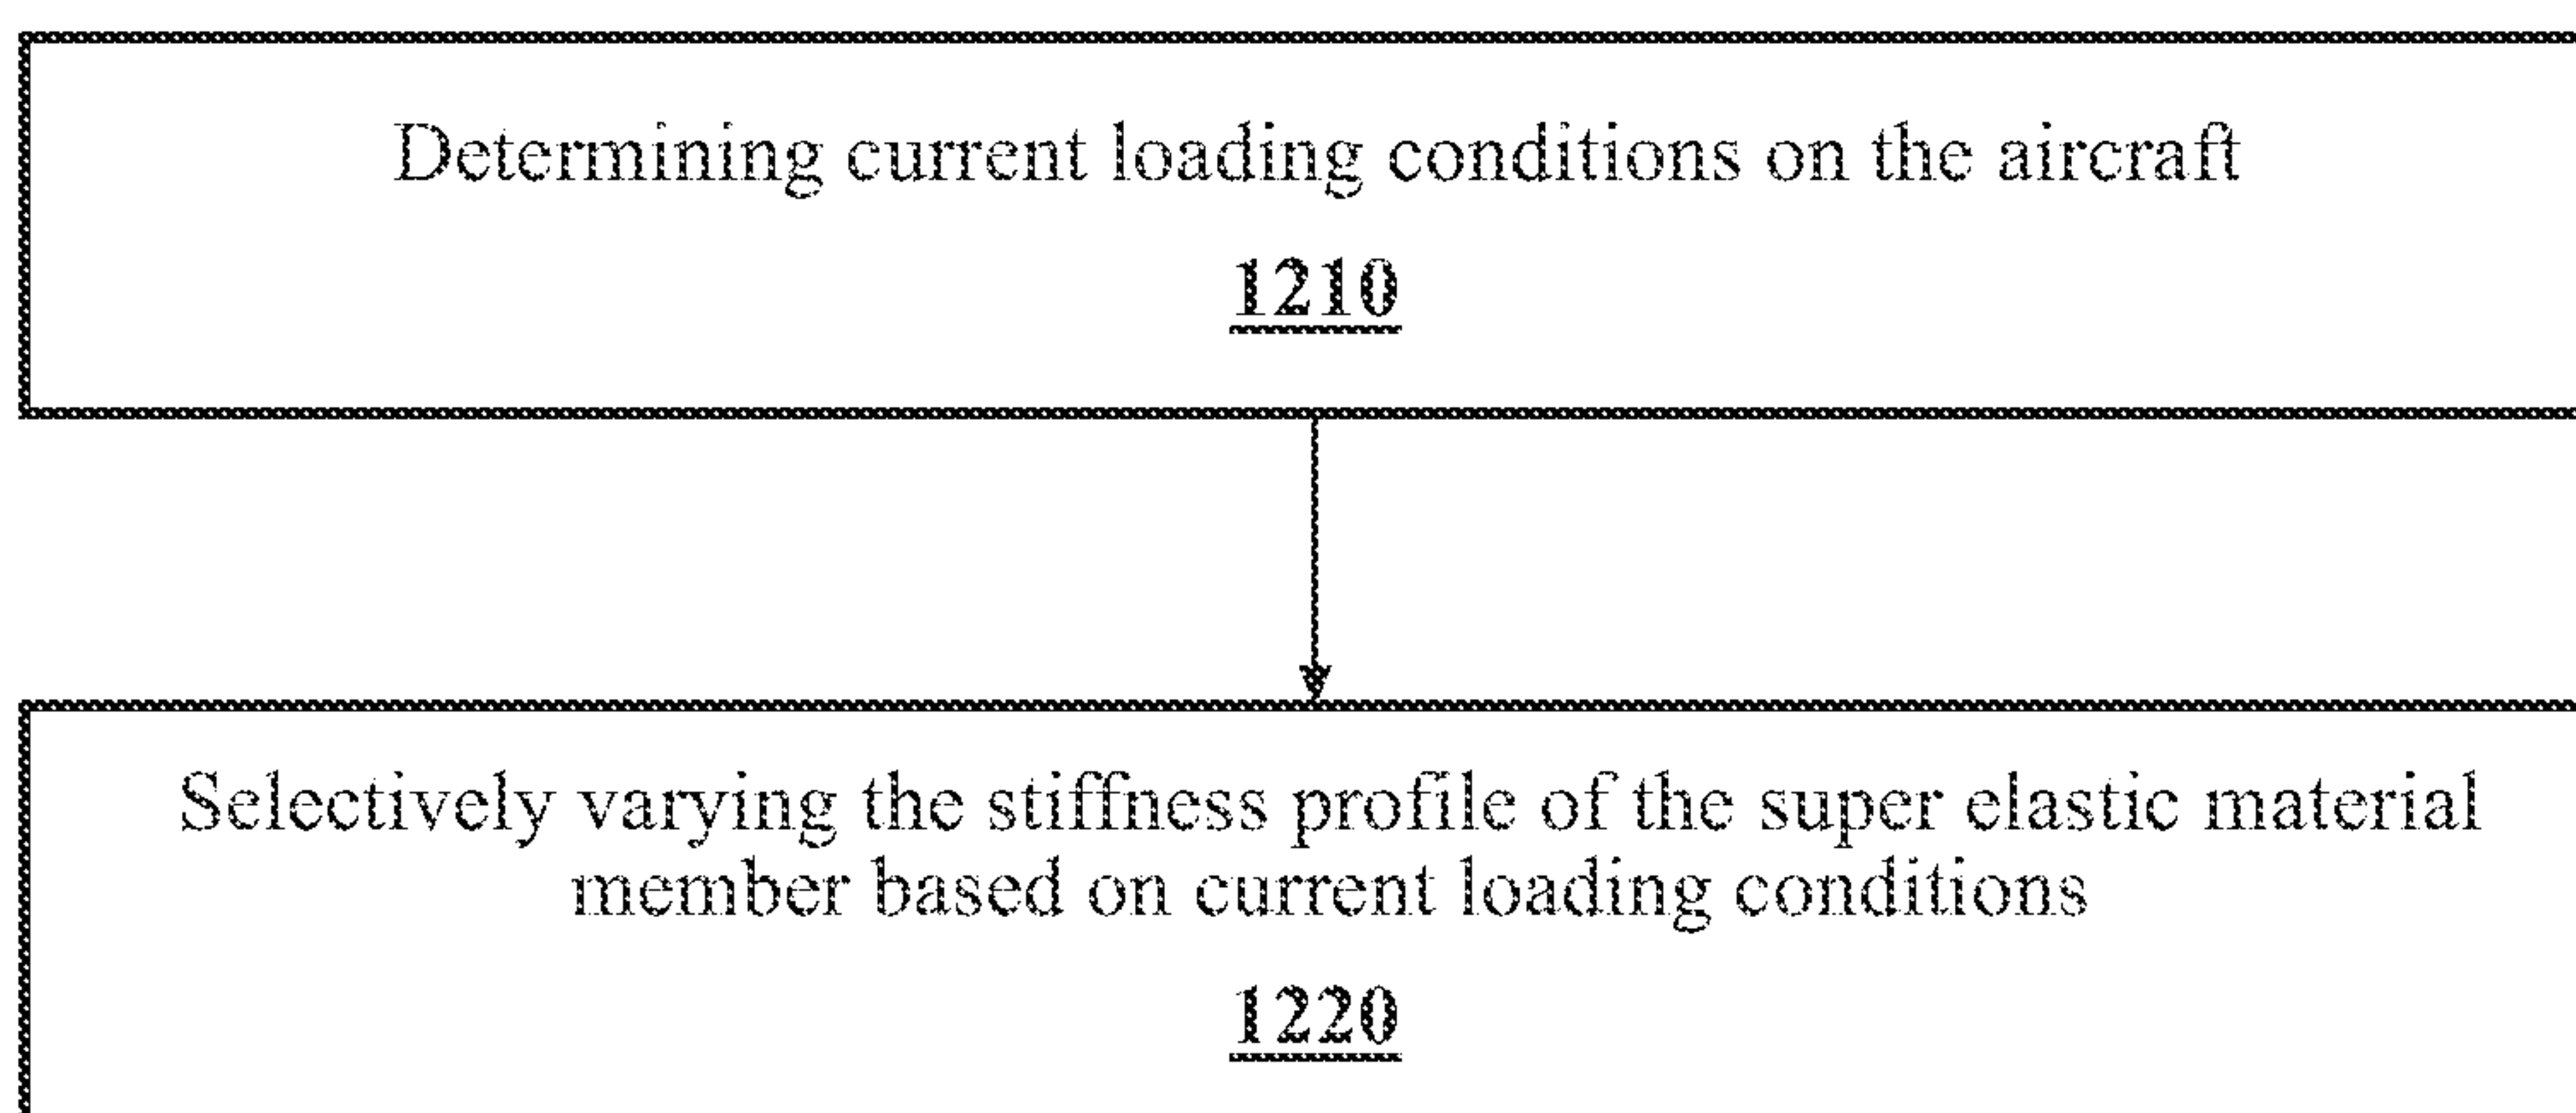 Determining current loading conditions on the aircraft
1210
Selectively varying the stiffness profile of the super elastic material
member based on current loading conditions
1220